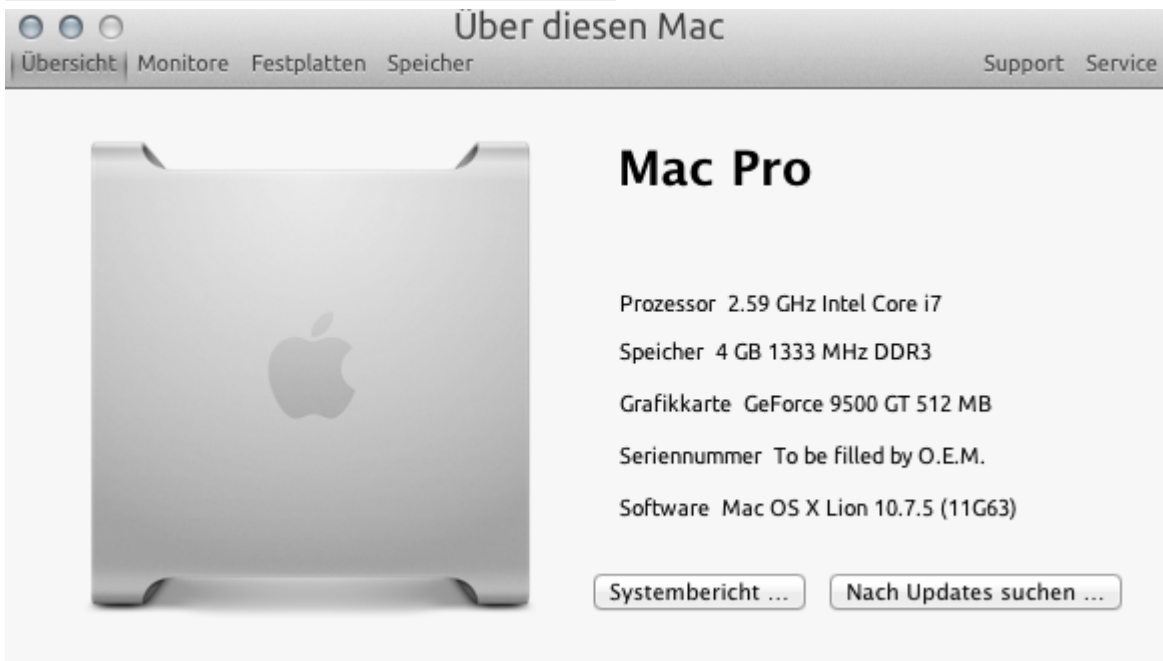 Über diesen Mac
Übersicht Monitore Festplatten Speicher Support Service
Mac Pro
Prozessor 2.59 GHz Intel Core i7
Speicher 4 GB 1333 MHz DDR3
Grafikkarte GeForce 9500 GT 512 MB
Seriennummer To be filled by O.E.M.
Software Mac OS X Lion 10.7.5 (11G63)
Systembericht ... Nach Updates suchen ...